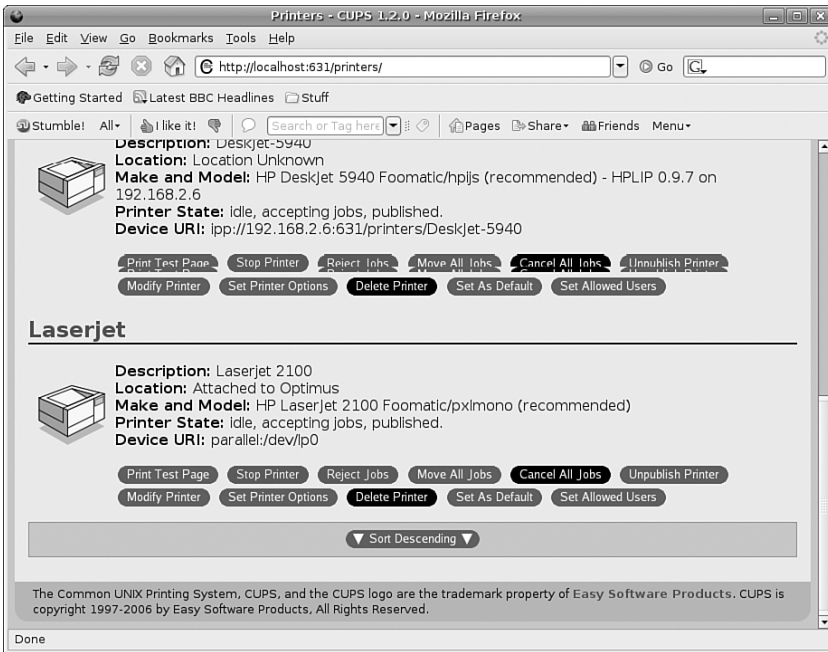 Printers - CUPS 1.2.0 - Mozilla Firefox
File Edit View Go Bookmarks Tools Help
http://localhost:631/printers/ Go G
Getting Started Latest BBC Headlines Stuff
Stumble! All I like it! Search or Tag here Pages Share Friends Menu
Description: DeskJet-5940
Location: Location Unknown
Make and Model: HP DeskJet 5940 Foomatic/hpijs (recommended) - HPLIP 0.9.7 on
192.168.2.6
Printer State: idle, accepting jobs, published.
Device URI: ipp://192.168.2.6:631/printers/DeskJet-5940
Print Test Page Stop Printer Reject Jobs Move All Jobs Cancel All Jobs Unpublish Printer
Modify Printer Set Printer Options Delete Printer Set As Default Set Allowed Users
Laserjet
Description: Laserjet 2100
Location: Attached to Optimus
Make and Model: HP LaserJet 2100 Foomatic/pxlmono (recommended)
Printer State: idle, accepting jobs, published.
Device URI: parallel:/dev/lp0
Print Test Page Stop Printer Reject Jobs Move All Jobs Cancel All Jobs Unpublish Printer
Modify Printer Set Printer Options Delete Printer Set As Default Set Allowed Users
▼ Sort Descending ▼
The Common UNIX Printing System, CUPS, and the CUPS logo are the trademark property of Easy Software Products. CUPS is
copyright 1997-2006 by Easy Software Products, All Rights Reserved.
Done